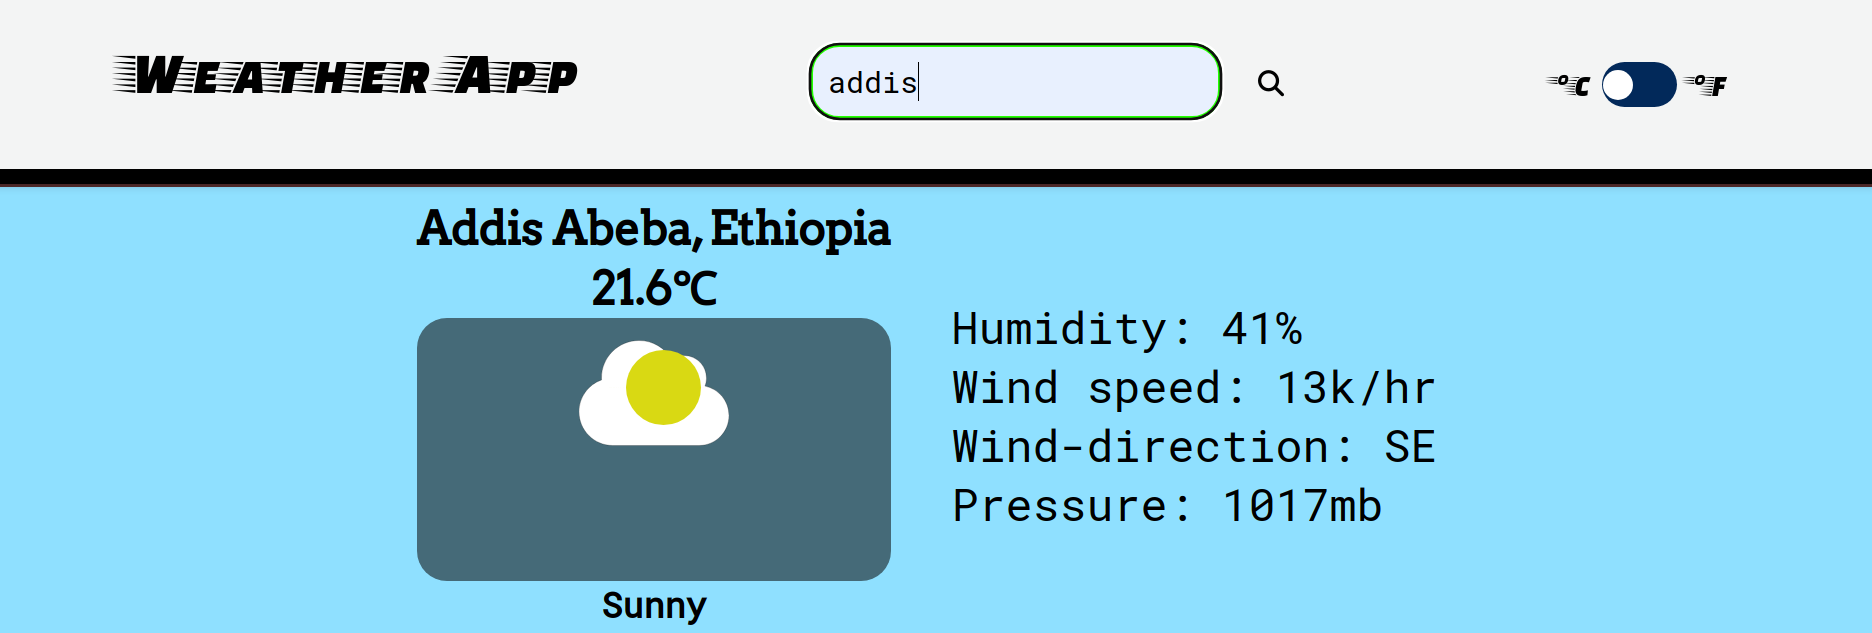 Weather App
addis
°C
°F
Addis Abeba, Ethiopia
21.6°C
Humidity: 41%
Wind speed: 13k/hr
Wind-direction: SE
Pressure: 1017mb
Sunny